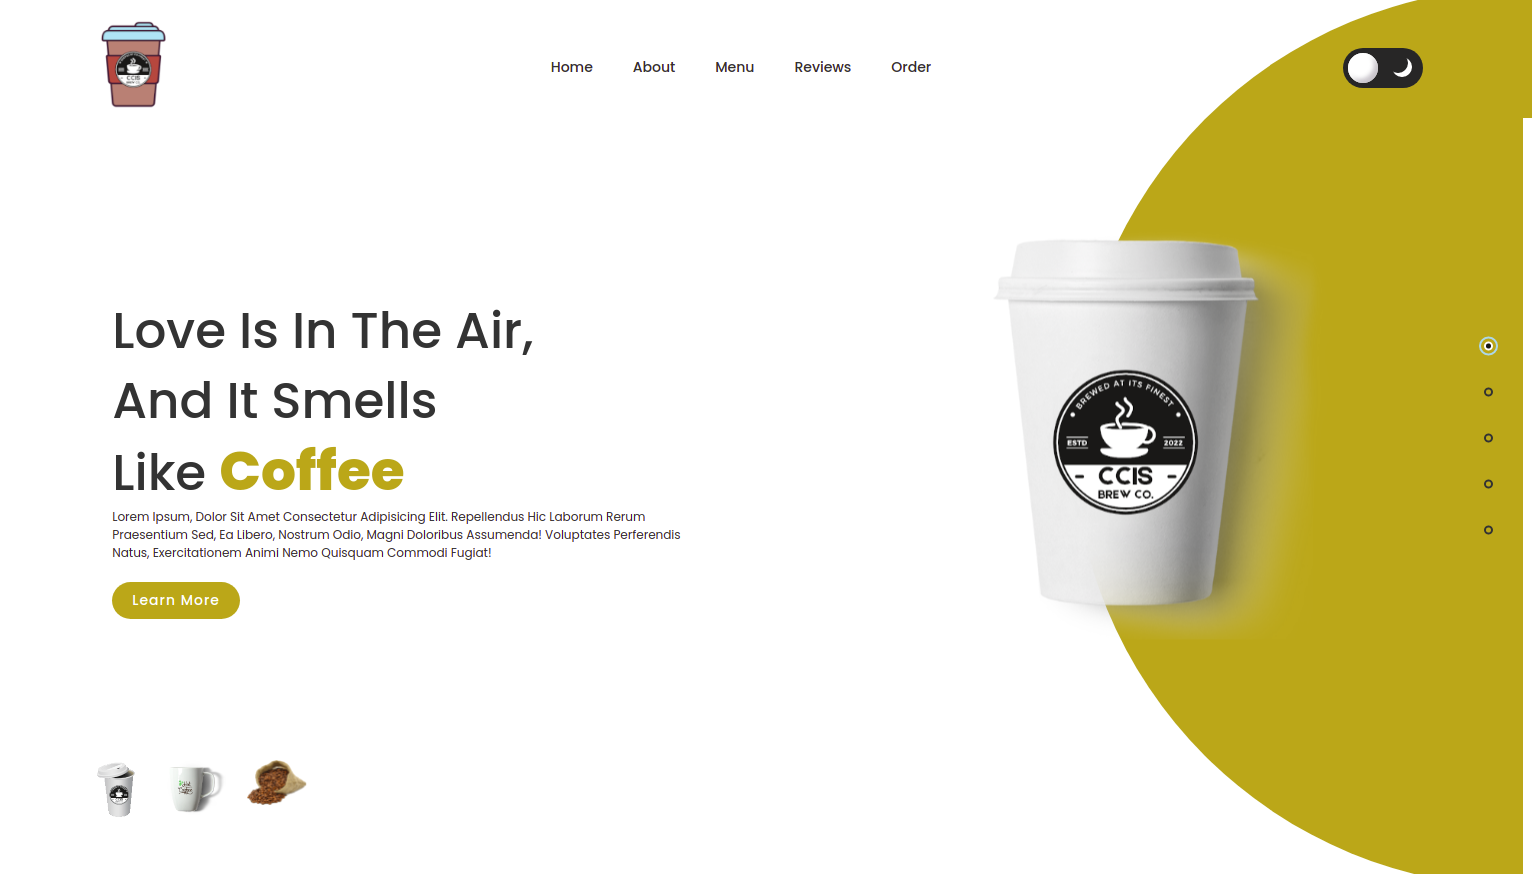 CCIS
Home
About
Menu
Reviews
Order
Love Is In The Air,
And It Smells
Like Coffee
Lorem Ipsum, Dolor Sit Amet Consectetur Adipisicing Elit. Repellendus Hic Laborum Rerum
Praesentium Sed, Ea Libero, Nostrum Odio, Magni Doloribus Assumenda! Voluptates Perferendis
Natus, Exercitationem Animi Nemo Quisquam Commodi Fugiat!
Learn More
BREWED AT ITS FINEST
ESTD 2022
CCIS
BREW CO.